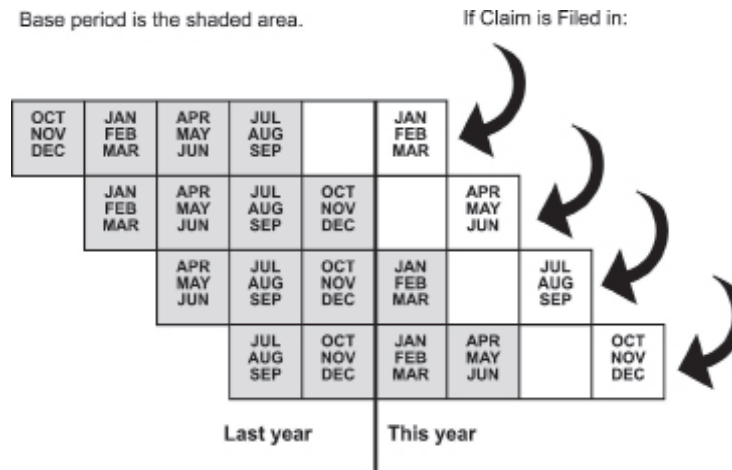 Base period is the shaded area.
If Claim is Filed in:
OCT NOV DEC
JAN FEB MAR
APR MAY JUN
JUL AUG SEP
JAN FEB MAR
JAN FEB MAR
APR MAY JUN
JUL AUG SEP
OCT NOV DEC
APR MAY JUN
APR MAY JUN
JUL AUG SEP
OCT NOV DEC
JAN FEB MAR
JUL AUG SEP
JUL AUG SEP
OCT NOV DEC
JAN FEB MAR
APR MAY JUN
OCT NOV DEC
Last year
This year